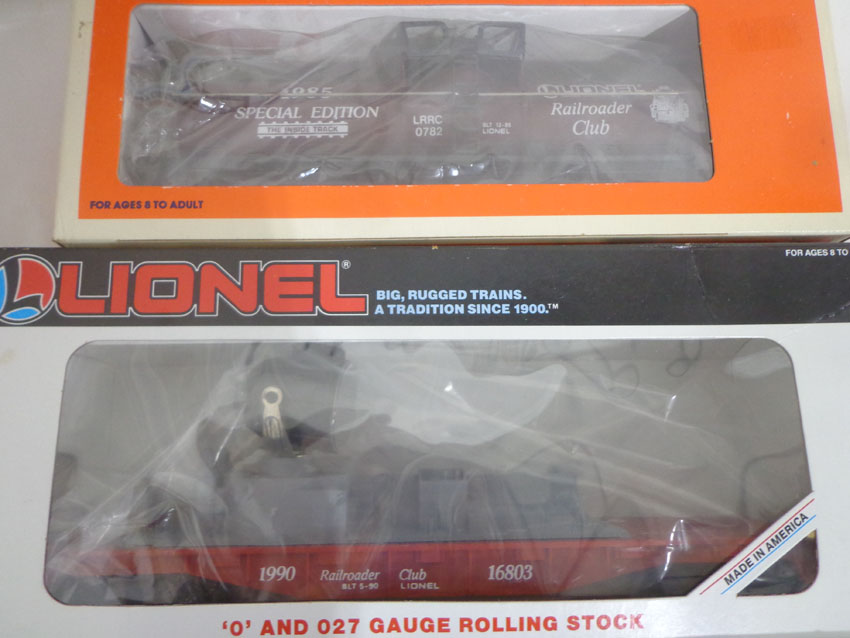 1985
SPECIAL EDITION
THE INSIDE TRACK
LRRC
0782
BLT 12-85
LIONEL
LIONEL
Railroader
Club
FOR AGES 8 TO ADULT
LIONEL®
BIG, RUGGED TRAINS.
A TRADITION SINCE 1900.™
FOR AGES 8 TO
1990 Railroader Club 16803
BLT 5-90 LIONEL
MADE IN AMERICA
'O' AND 027 GAUGE ROLLING STOCK